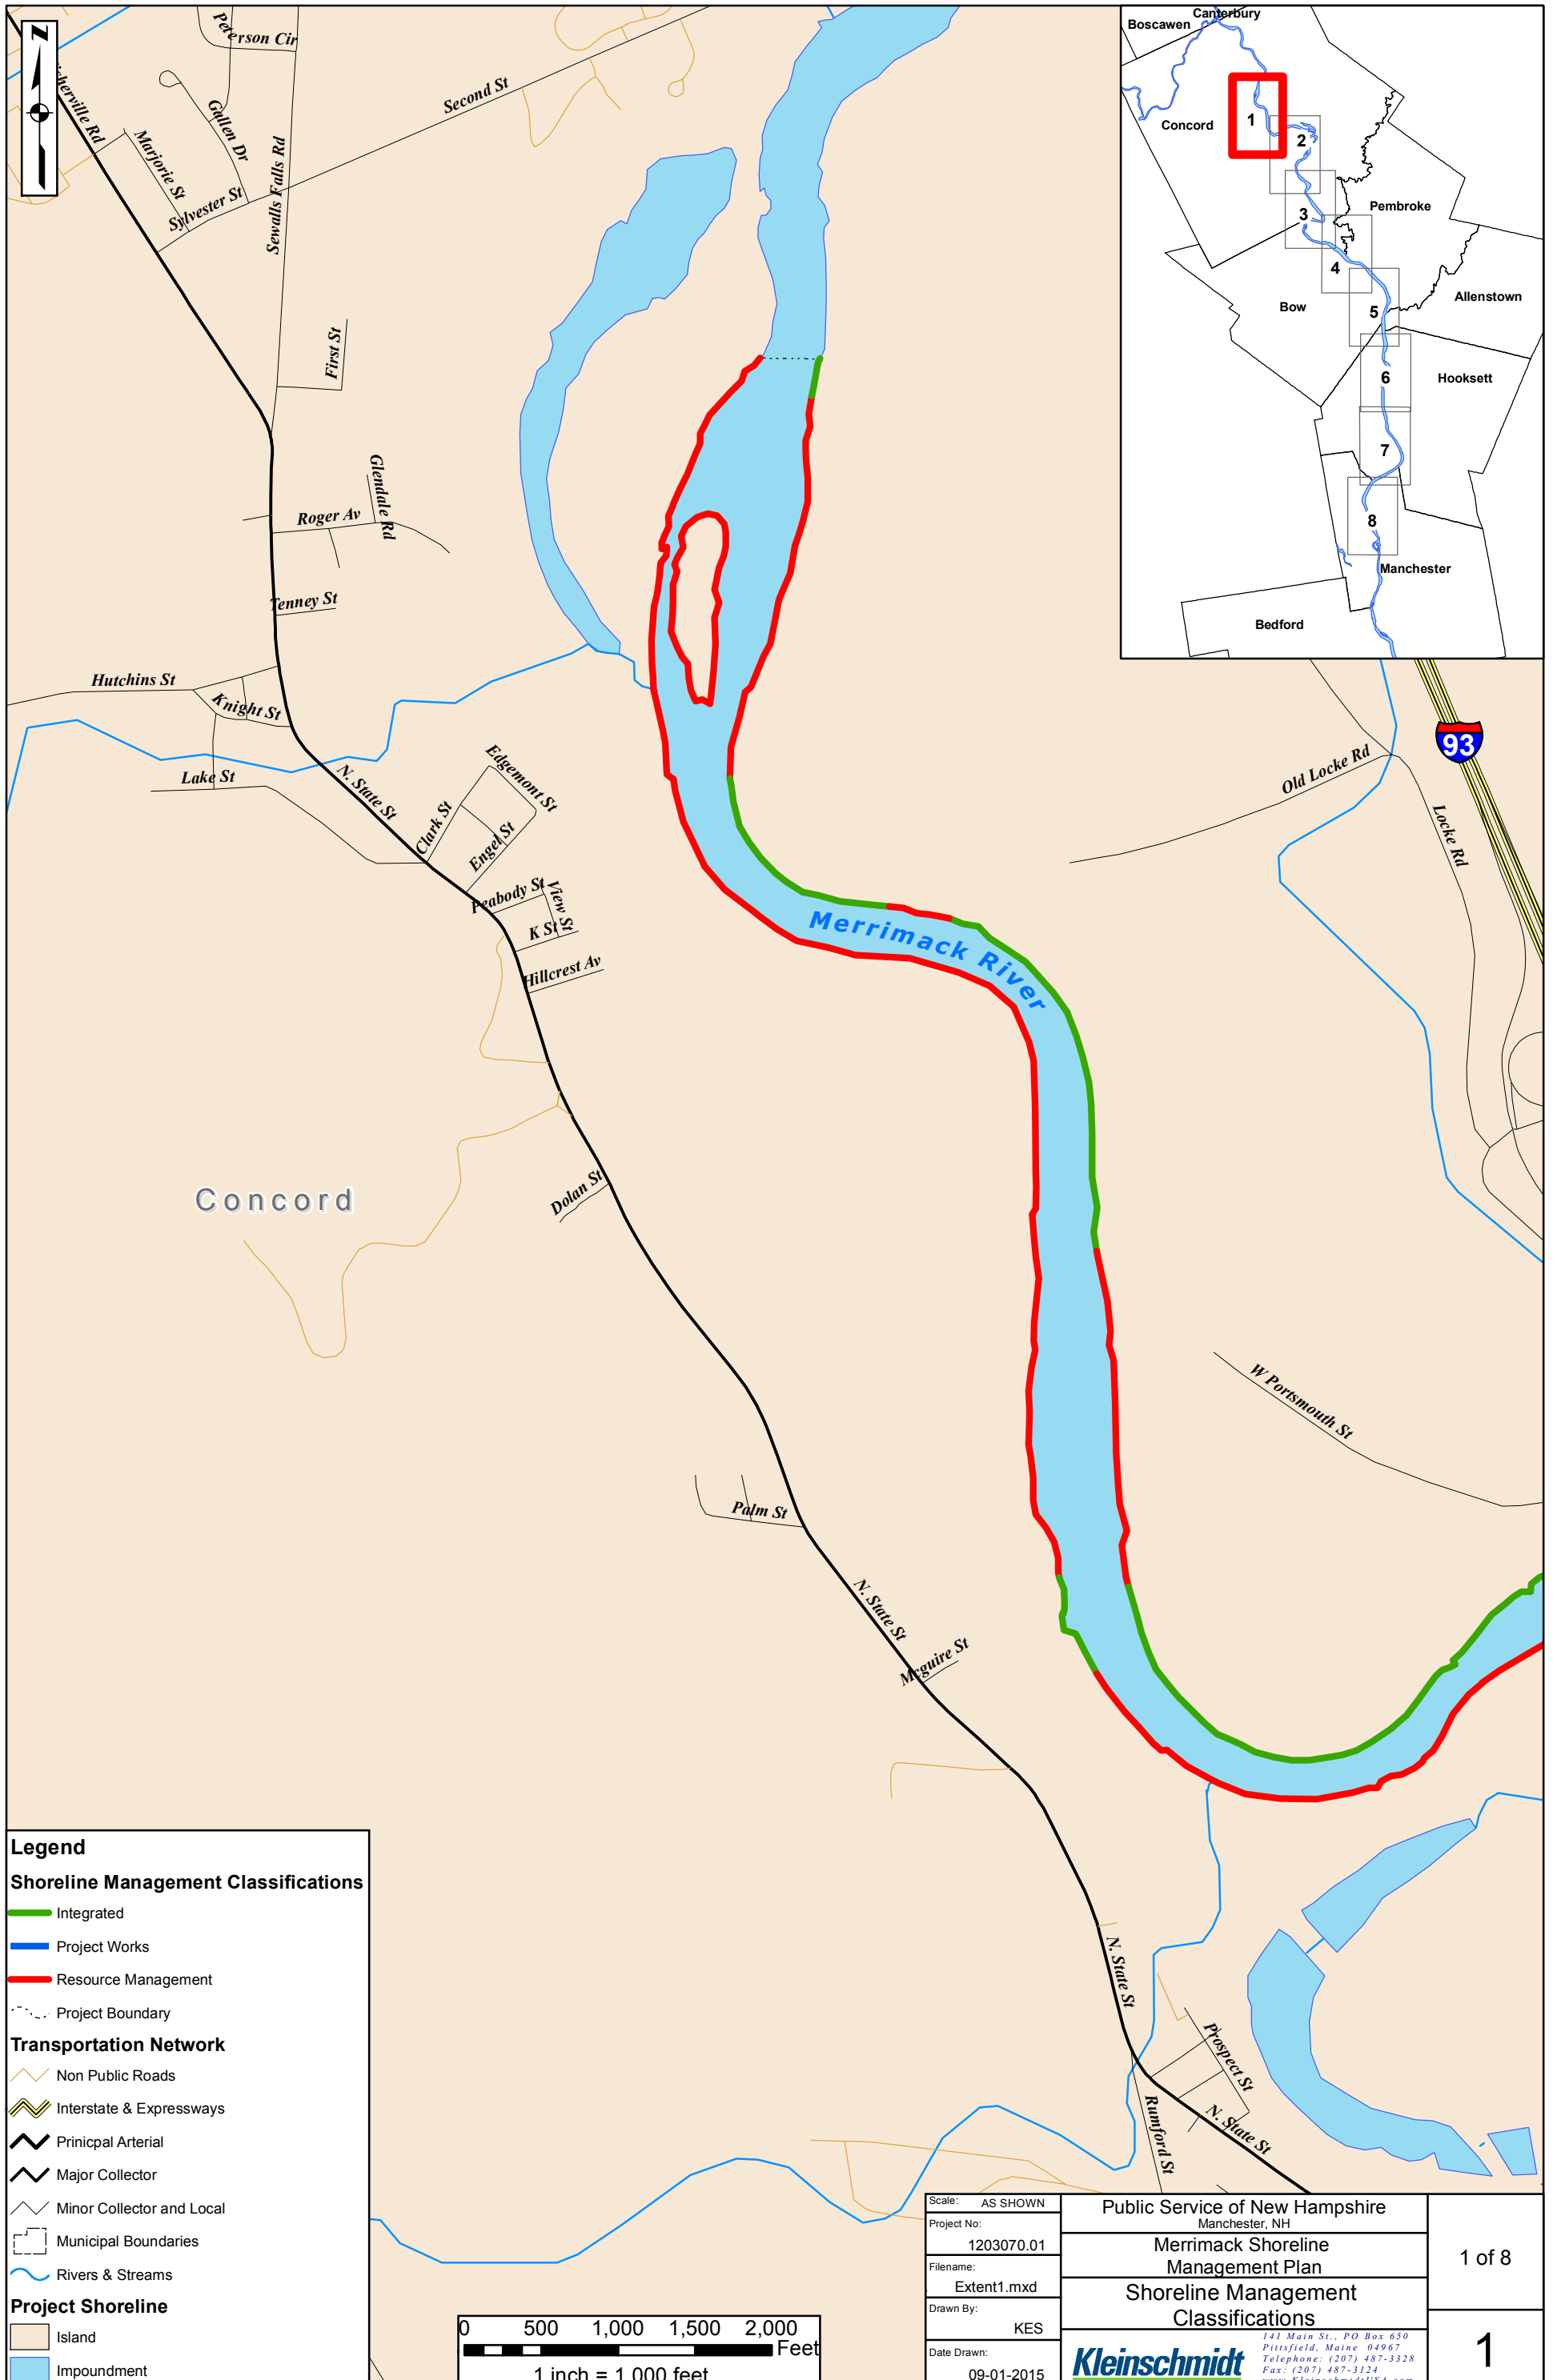 Peterson Cir
Second St
Gallen Dr
Marjorie St
Sylvester St
Sewalls Falls Rd
First St
Glendale Rd
Roger Av
Tenney St
Hutchins St
Knight St
Lake St
N. State St
Clark St
Edgemont St
Engel St
Peabody St
View St
K St
Hillcrest Av
Merrimack River
Old Locke Rd
Locke Rd
93
Concord
Dolan St
W Portsmouth St
Palm St
N. State St
Mcguire St
N. State St
Prospect St
Rumford St
N. State St
Canterbury
Boscawen
Concord
1
2
3
4
5
6
7
8
Pembroke
Bow
Allenstown
Hooksett
Manchester
Bedford
Legend
Shoreline Management Classifications
Integrated
Project Works
Resource Management
Project Boundary
Transportation Network
Non Public Roads
Interstate & Expressways
Prinicpal Arterial
Major Collector
Minor Collector and Local
Municipal Boundaries
Rivers & Streams
Project Shoreline
Island
Impoundment
0 500 1,000 1,500 2,000
Feet
1 inch = 1,000 feet
Scale: AS SHOWN
Project No:
1203070.01
Filename:
Extent1.mxd
Drawn By:
KES
Date Drawn:
09-01-2015
Public Service of New Hampshire
Manchester, NH
Merrimack Shoreline
Management Plan
Shoreline Management
Classifications
Kleinschmidt
141 Main St., PO Box 650
Pittsfield, Maine 04967
Telephone: (207) 487-3328
Fax: (207) 487-3124
1 of 8
1